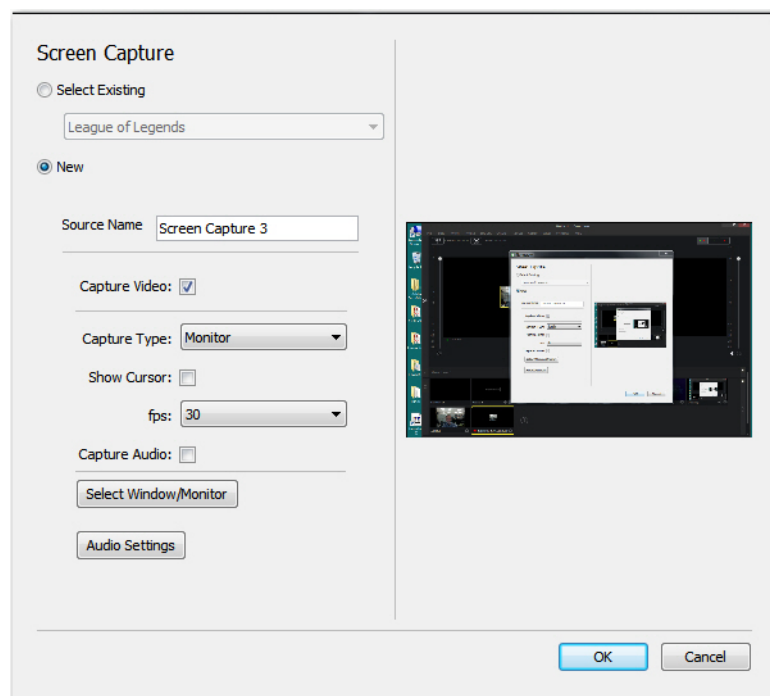 Screen Capture
Select Existing
League of Legends
New
Source Name Screen Capture 3
Capture Video:
Capture Type: Monitor
Show Cursor:
fps: 30
Capture Audio:
Select Window/Monitor
Audio Settings
OK Cancel